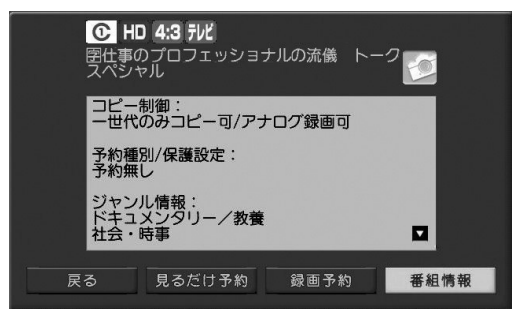 HD 4:3 テレビ
字仕事のプロフェッショナルの流儀 トーク
スペシャル
コピー制御：
一世代のみコピー可/アナログ録画可
予約種別/保護設定：
予約無し
ジャンル情報：
ドキュメンタリー／教養
社会・時事
戻る 見るだけ予約 録画予約 番組情報